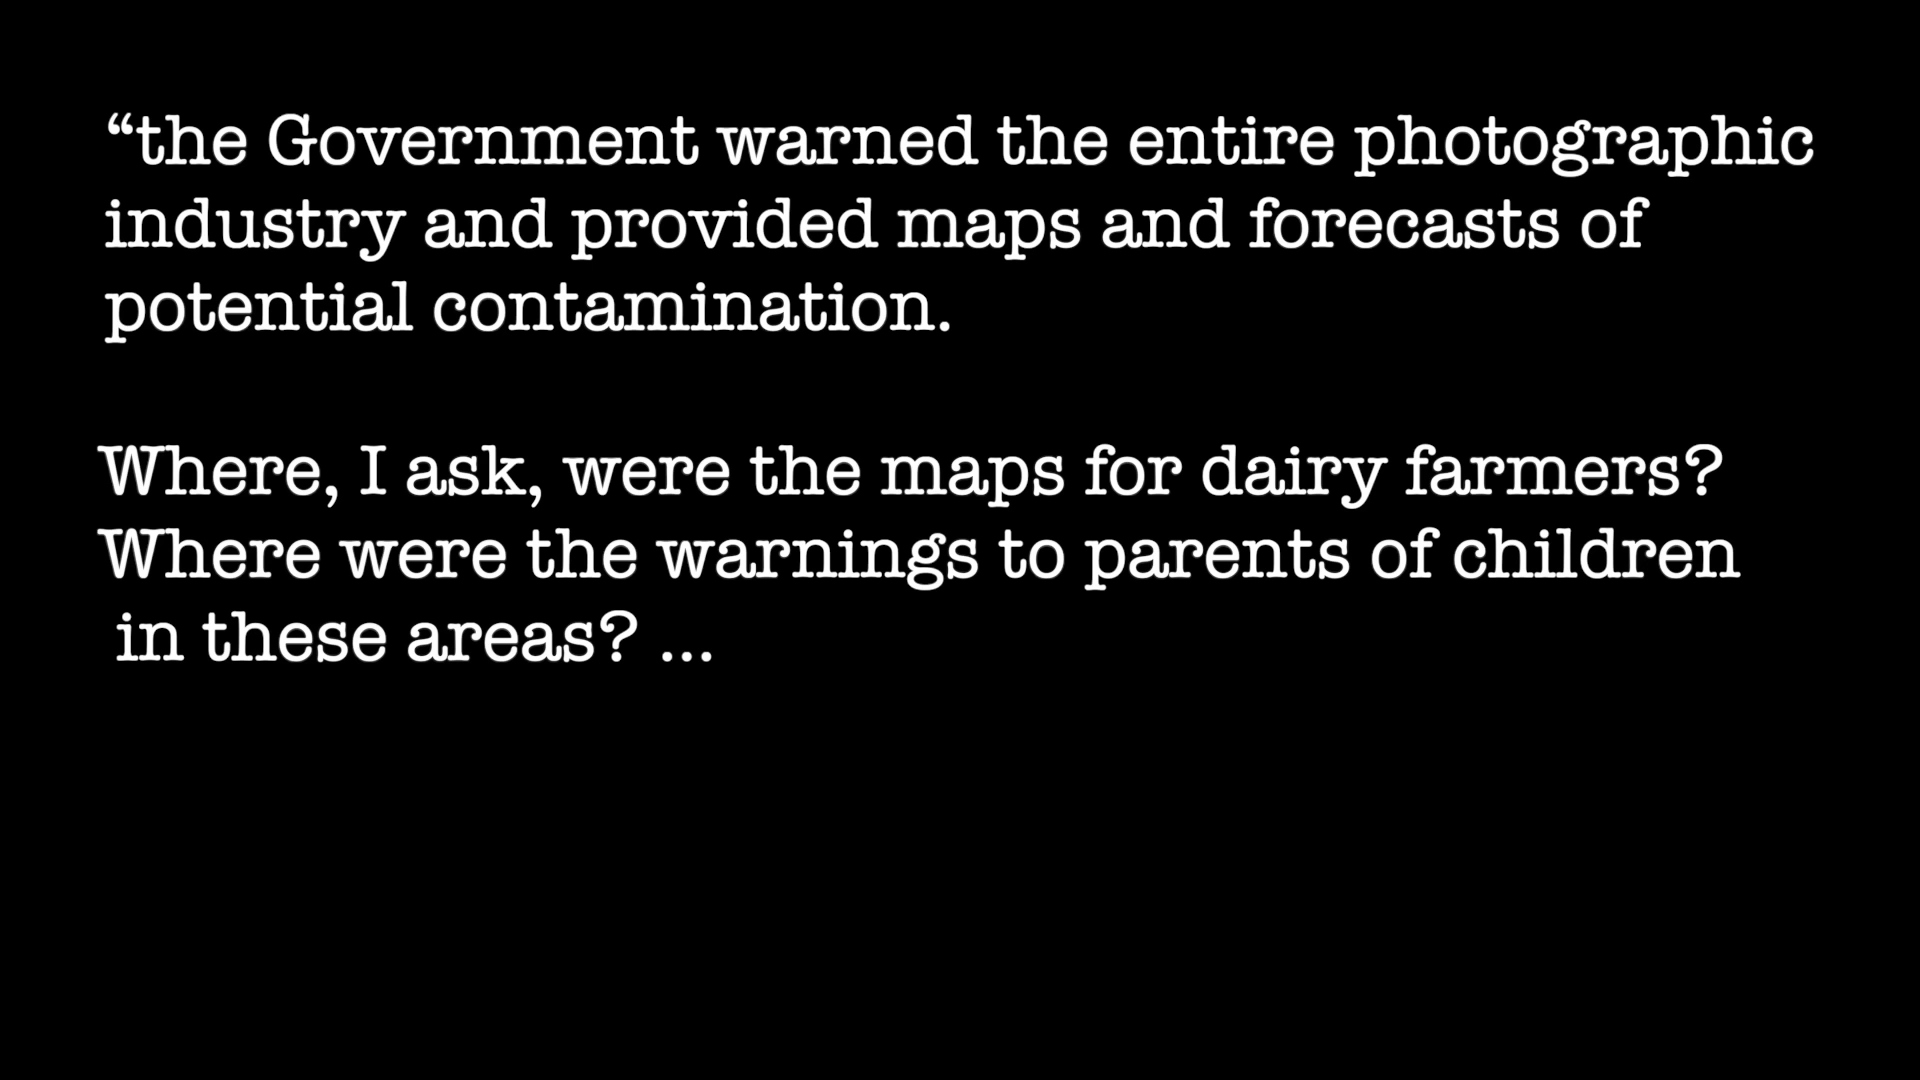 “the Government warned the entire photographic
industry and provided maps and forecasts of
potential contamination.
Where, I ask, were the maps for dairy farmers?
Where were the warnings to parents of children
in these areas? ...